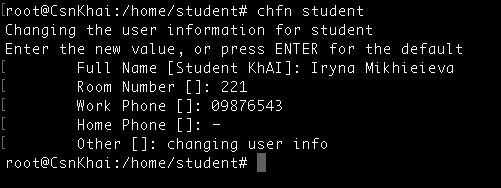 [root@CsnKhai:/home/student# chfn student
Changing the user information for student
Enter the new value, or press ENTER for the default
[ Full Name [Student KhAI]: Iryna Mikhieieva
[ Room Number []: 221
[ Work Phone []: 09876543
[ Home Phone []: -
[ Other []: changing user info
root@CsnKhai:/home/student#